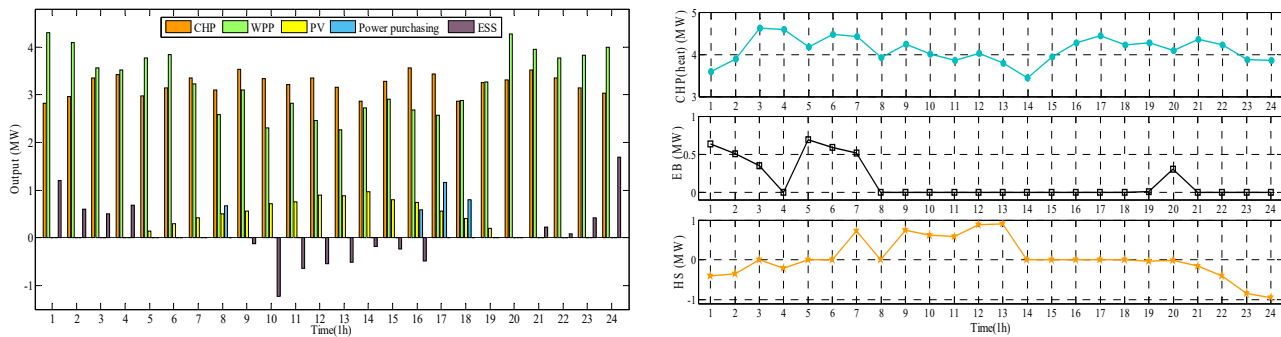 CHP WPP PV Power purchasing ESS
Output (MW)
4
3
2
1
0
-1
1 2 3 4 5 6 7 8 9 10 11 12 13 14 15 16 17 18 19 20 21 22 23 24
Time(1h)
CHP(heat) (MW)
5
4
3
1 2 3 4 5 6 7 8 9 10 11 12 13 14 15 16 17 18 19 20 21 22 23 24
EB (MW)
1
0.5
0
1 2 3 4 5 6 7 8 9 10 11 12 13 14 15 16 17 18 19 20 21 22 23 24
HS (MW)
1
0
-1
1 2 3 4 5 6 7 8 9 10 11 12 13 14 15 16 17 18 19 20 21 22 23 24
Time(1h)